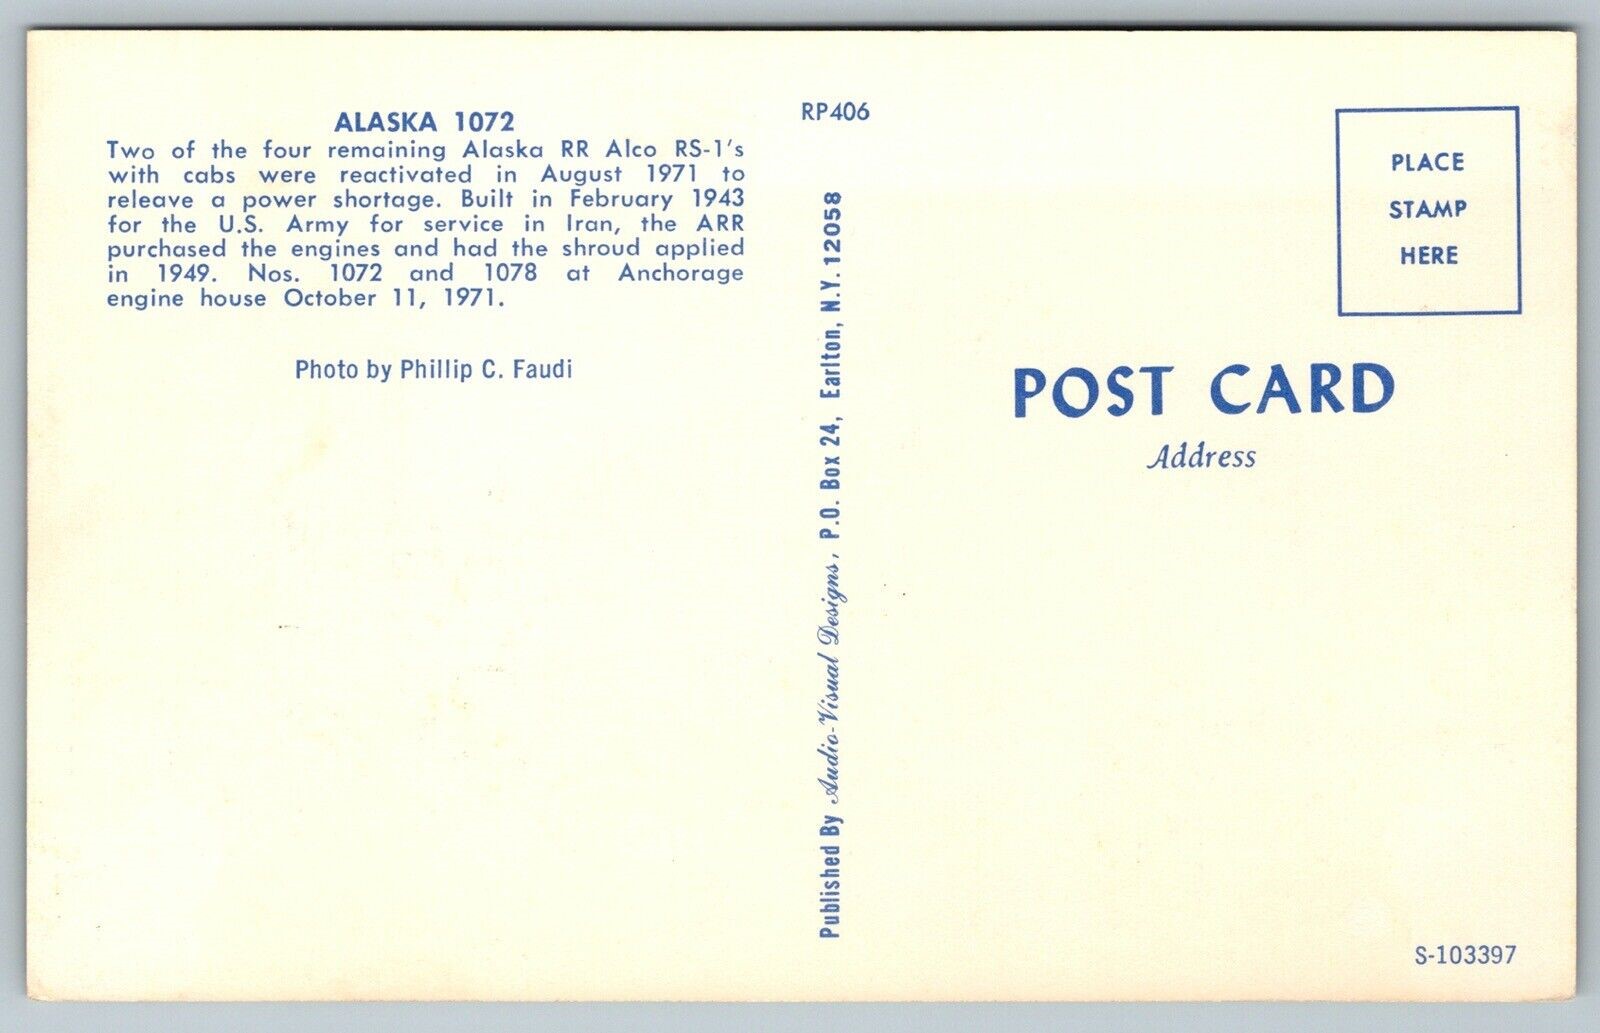 ALASKA 1072
Two of the four remaining Alaska RR Alco RS-1's
with cabs were reactivated in August 1971 to
releave a power shortage. Built in February 1943
for the U.S. Army for service in Iran, the ARR
purchased the engines and had the shroud applied
in 1949. Nos. 1072 and 1078 at Anchorage
engine house October 11, 1971.
Photo by Phillip C. Faudi
RP406
Published By Audio-Visual Designs, P.O. Box 24, Earlton, N.Y. 12058
PLACE
STAMP
HERE
POST CARD
Address
S-103397